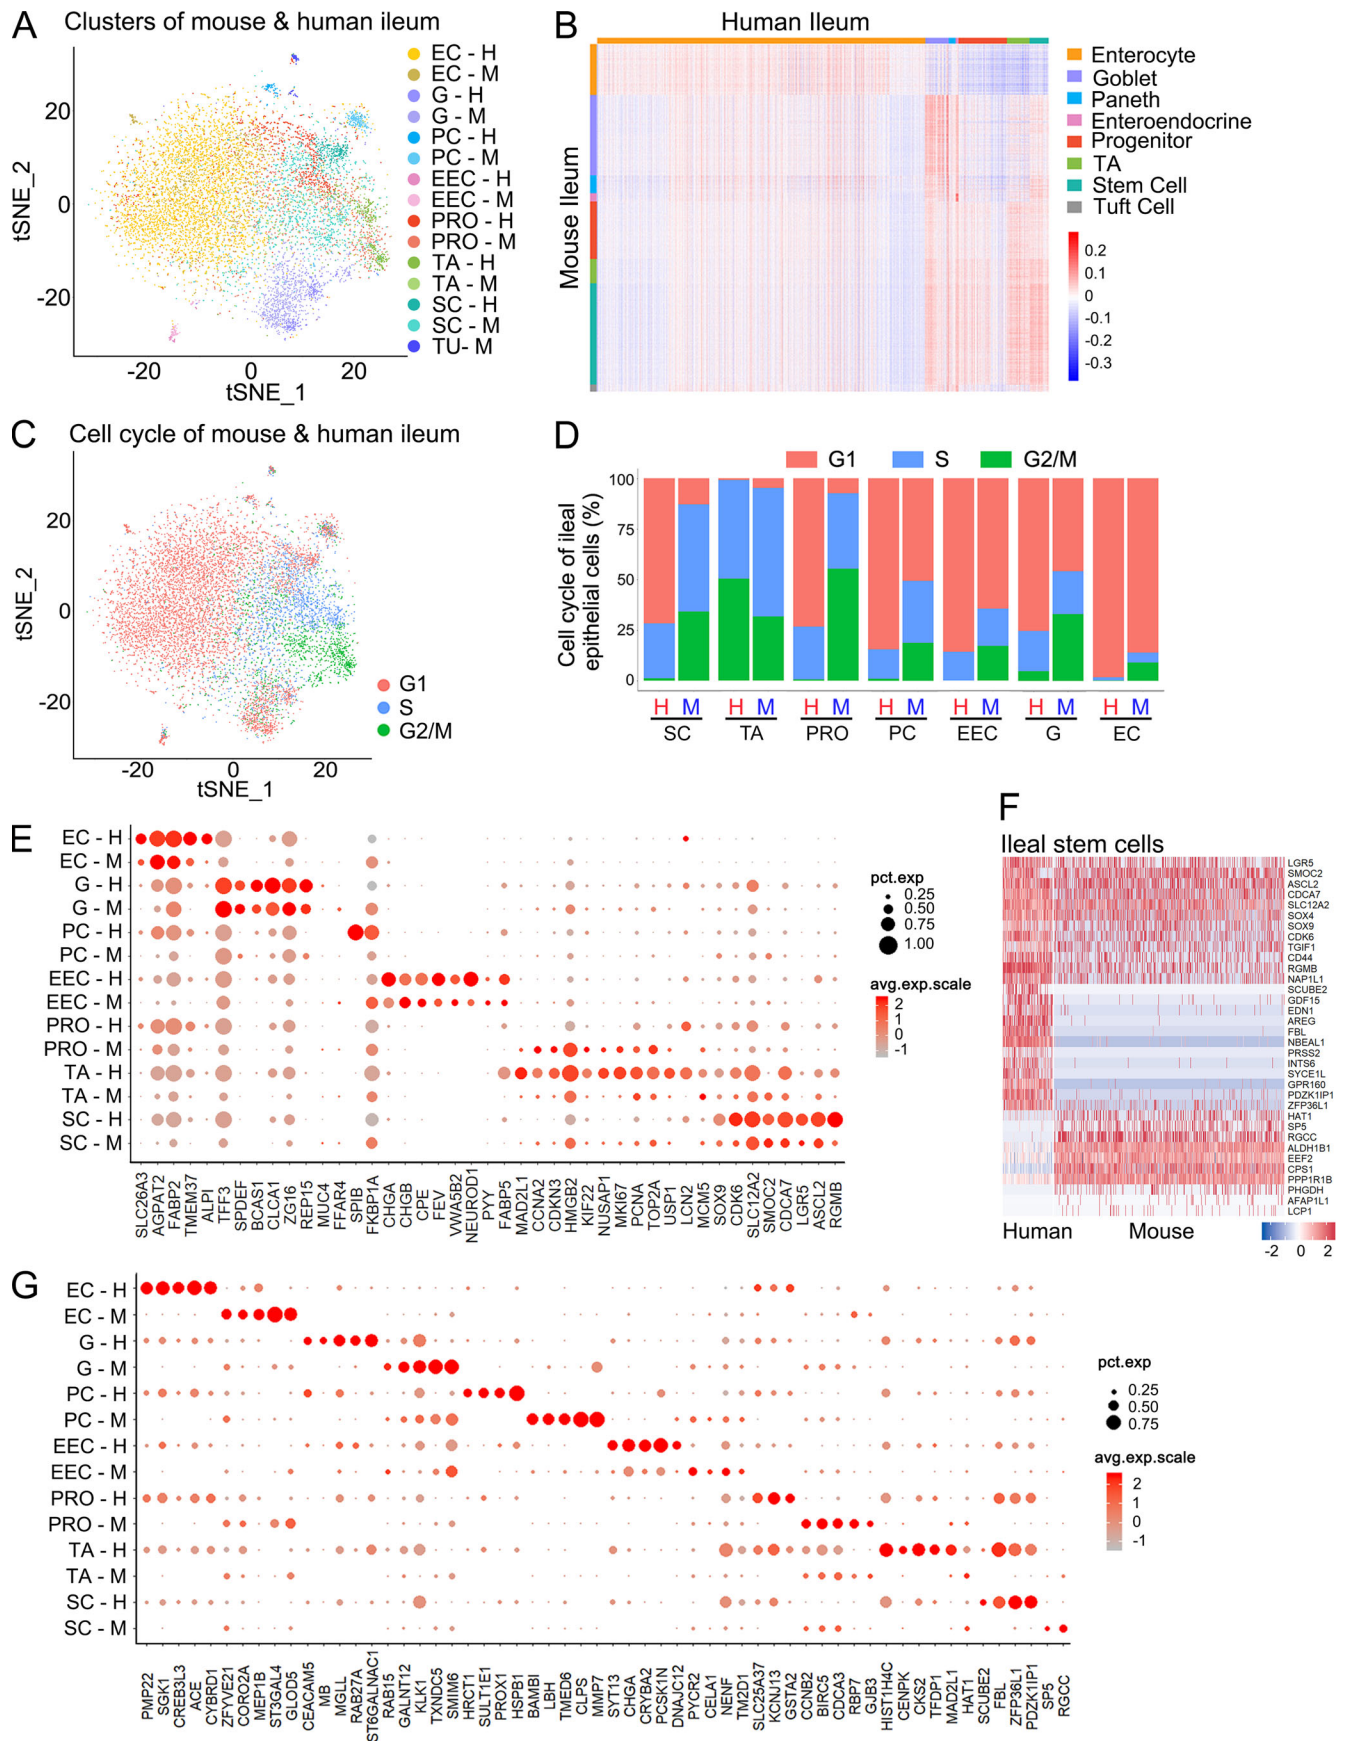 A Clusters of mouse & human ileum
20
0
-20
tSNE_2
-20 0 20
tSNE_1
EC - H
EC - M
G - H
G - M
PC - H
PC - M
EEC - H
EEC - M
PRO - H
PRO - M
TA - H
TA - M
SC - H
SC - M
TU- M
B Human Ileum
Mouse Ileum
Enterocyte
Goblet
Paneth
Enteroendocrine
Progenitor
TA
Stem Cell
Tuft Cell
0.2
0.1
0
-0.1
-0.2
-0.3
C Cell cycle of mouse & human ileum
20
0
-20
tSNE_2
-20 0 20
tSNE_1
G1
S
G2/M
D
G1 S G2/M
Cell cycle of ileal
epithelial cells (%)
100
75
50
25
0
H M H M H M H M H M H M H M
SC TA PRO PC EEC G EC
E
EC - H
EC - M
G - H
G - M
PC - H
PC - M
EEC - H
EEC - M
PRO - H
PRO - M
TA - H
TA - M
SC - H
SC - M
SLC26A3 AGPAT2 FABP2 TMEM37 ALPI TFF3 SPDEF BCAS1 CLCA1 ZG16 REP15 MUC4 FFAR4 SPIB FKBP1A CHGA CHGB CPE FEV VWA5B2 NEUROD1 PYY FABP5 MAD2L1 CCNA2 CDKN3 HMGB2 KIF22 NUSAP1 MKI67 PCNA TOP2A USP1 LCN2 MCM5 SOX9 CDK6 SLC12A2 SMOC2 CDCA7 LGR5 ASCL2 RGMB
pct.exp
0.25
0.50
0.75
1.00
avg.exp.scale
2
1
0
-1
F
Ileal stem cells
LGR5
SMOC2
ASCL2
CDCA7
SLC12A2
SOX4
SOX9
CDK6
TGIF1
CD44
RGMB
NAP1L1
SCUBE2
GDF15
EDN1
AREG
FBL
NBEAL1
PRSS2
INTS6
SYCE1L
GPR160
PDZK1IP1
ZFP36L1
HAT1
SP5
RGCC
ALDH1B1
EEF2
CPS1
PPP1R1B
PHGDH
AFAP1L1
LCP1
Human Mouse
-2 0 2
G
EC - H
EC - M
G - H
G - M
PC - H
PC - M
EEC - H
EEC - M
PRO - H
PRO - M
TA - H
TA - M
SC - H
SC - M
PMP22 SGK1 CREB3L3 ACE CYBRD1 ZFYVE21 CORO2A MEP1B ST3GAL4 GLOD5 CEACAM5 MB MGLL RAB27A ST6GALNAC1 RAB15 GALNT12 KLK1 TXNDC5 SMIM6 HRCT1 SULT1E1 PROX1 HSPB1 BAMBI LBH TMED6 CLPS MMP7 SYT13 CHGA CRYBA2 PCSK1N DNAJC12 PYCR2 CELA1 NENF TM2D1 SLC25A37 KCNJ13 GSTA2 CCNB2 BIRC5 CDCA3 RBP7 GJB3 HIST1H4C CENPK CKS2 TFDP1 MAD2L1 HAT1 SCUBE2 FBL ZFP36L1 PDZK1IP1 SP5 RGCC
pct.exp
0.25
0.50
0.75
avg.exp.scale
2
1
0
-1